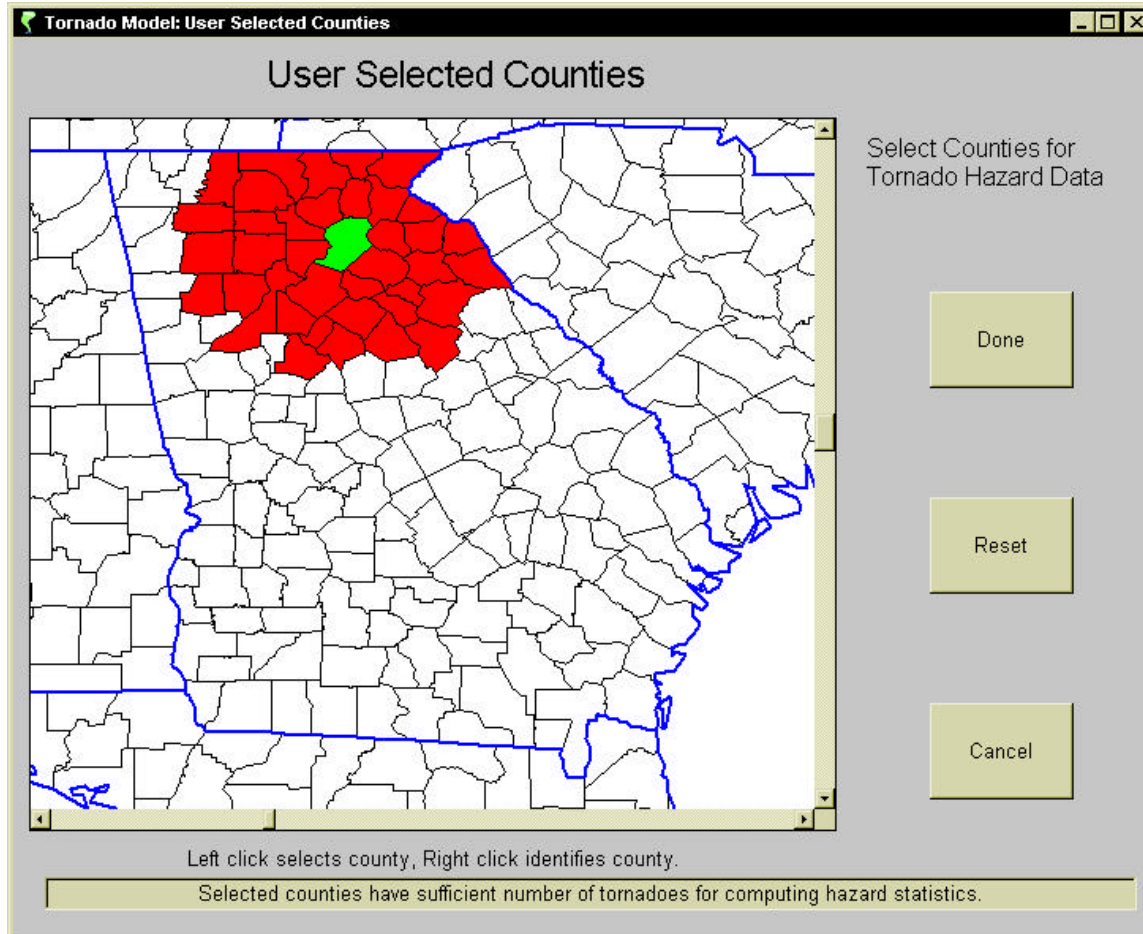 Tornado Model: User Selected Counties
User Selected Counties
Select Counties for
Tornado Hazard Data
Done
Reset
Cancel
Left click selects county, Right click identifies county.
Selected counties have sufficient number of tornadoes for computing hazard statistics.